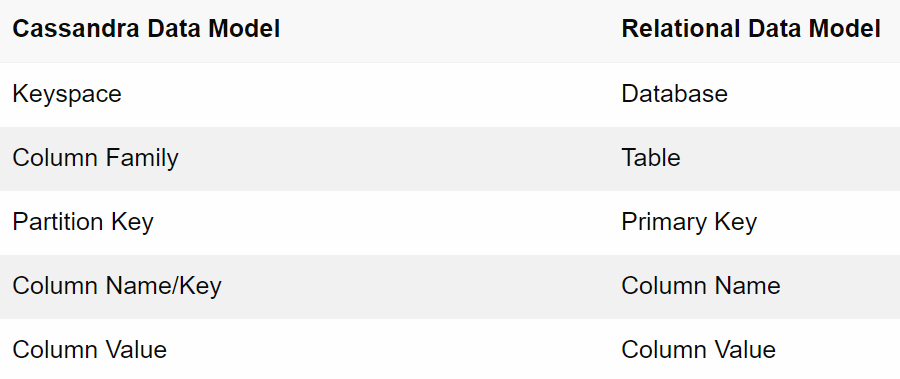 Cassandra Data Model Relational Data Model
Keyspace Database
Column Family Table
Partition Key Primary Key
Column Name/Key Column Name
Column Value Column Value